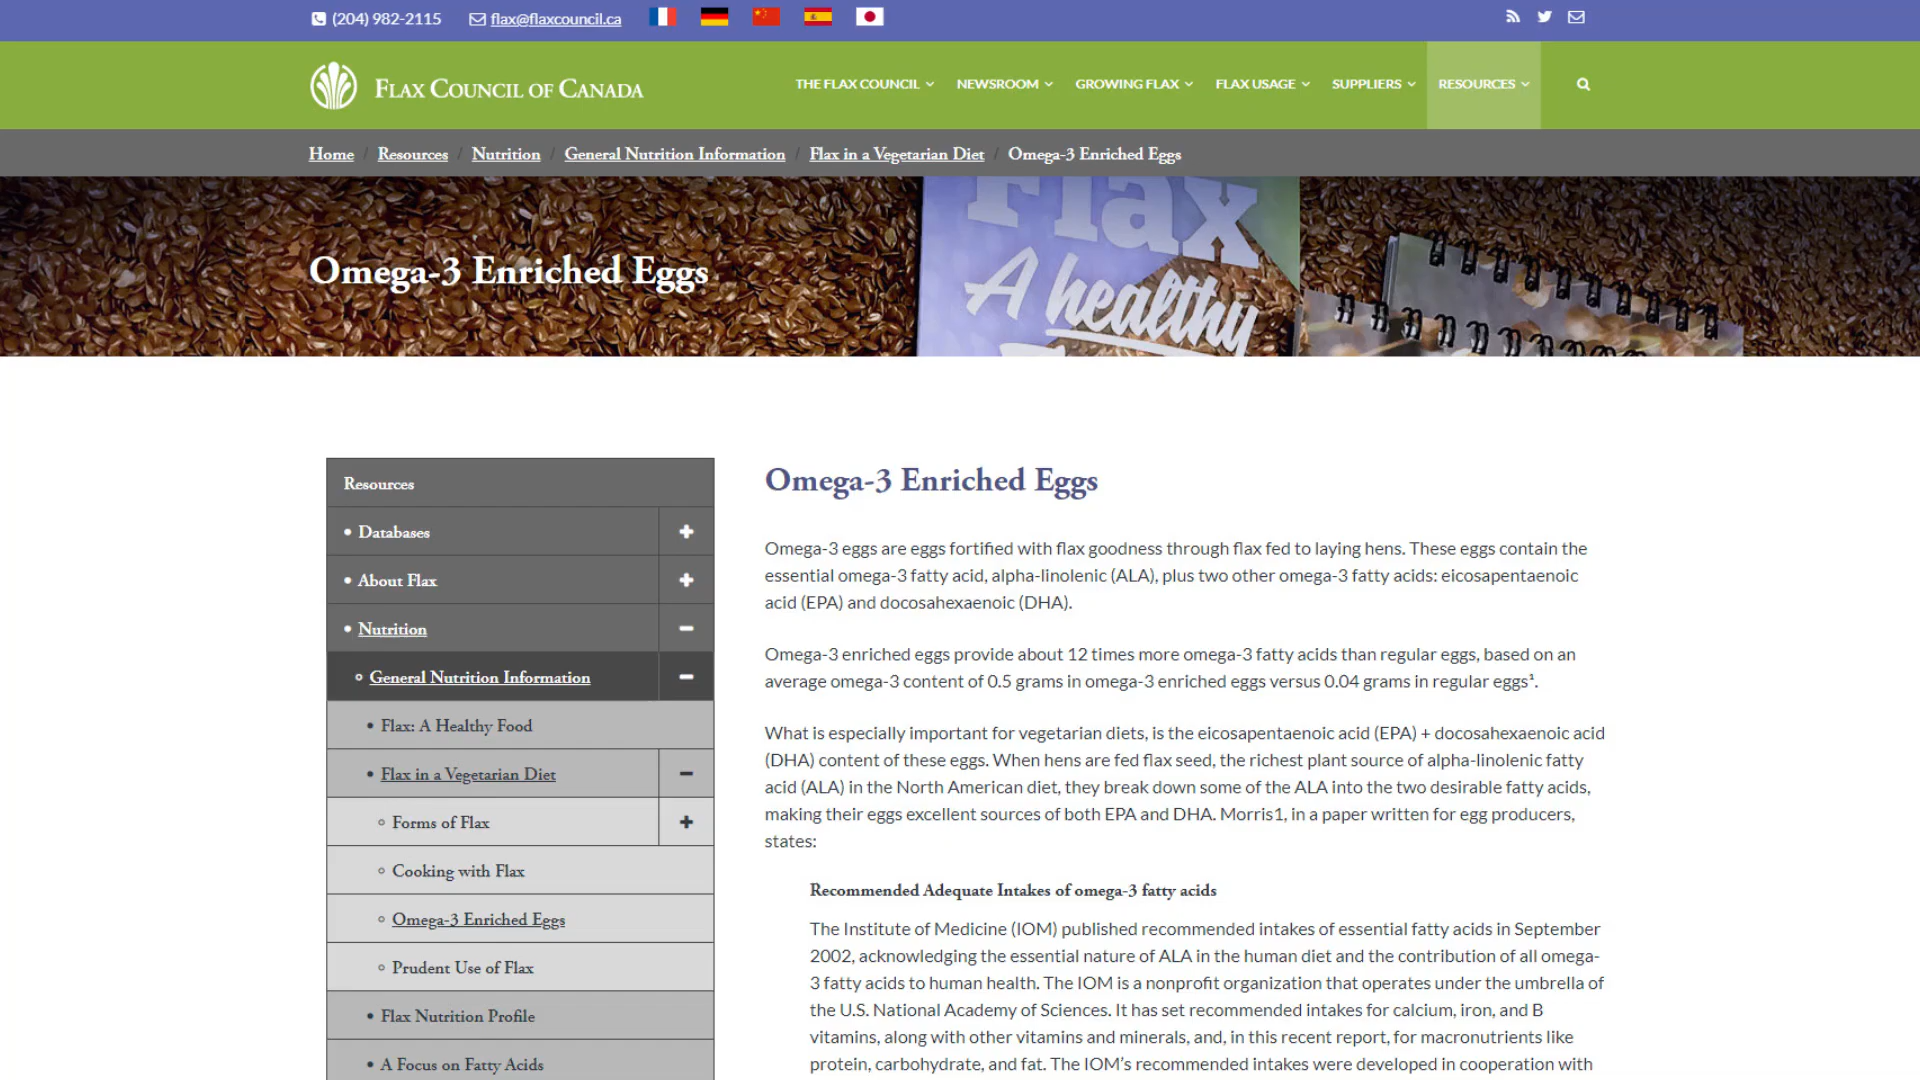 (204) 982-2115 flax@flaxcouncil.ca
FLAX COUNCIL OF CANADA
THE FLAX COUNCIL NEWSROOM GROWING FLAX FLAX USAGE SUPPLIERS RESOURCES
Home / Resources / Nutrition / General Nutrition Information / Flax in a Vegetarian Diet / Omega-3 Enriched Eggs
Flax
A healthy
Omega-3 Enriched Eggs
Resources
• Databases
• About Flax
• Nutrition
◦ General Nutrition Information
• Flax: A Healthy Food
• Flax in a Vegetarian Diet
◦ Forms of Flax
◦ Cooking with Flax
◦ Omega-3 Enriched Eggs
◦ Prudent Use of Flax
• Flax Nutrition Profile
• A Focus on Fatty Acids
Omega-3 Enriched Eggs
Omega-3 eggs are eggs fortified with flax goodness through flax fed to laying hens. These eggs contain the
essential omega-3 fatty acid, alpha-linolenic (ALA), plus two other omega-3 fatty acids: eicosapentaenoic
acid (EPA) and docosahexaenoic (DHA).
Omega-3 enriched eggs provide about 12 times more omega-3 fatty acids than regular eggs, based on an
average omega-3 content of 0.5 grams in omega-3 enriched eggs versus 0.04 grams in regular eggs¹.
What is especially important for vegetarian diets, is the eicosapentaenoic acid (EPA) + docosahexaenoic acid
(DHA) content of these eggs. When hens are fed flax seed, the richest plant source of alpha-linolenic fatty
acid (ALA) in the North American diet, they break down some of the ALA into the two desirable fatty acids,
making their eggs excellent sources of both EPA and DHA. Morris1, in a paper written for egg producers,
states:
Recommended Adequate Intakes of omega-3 fatty acids
The Institute of Medicine (IOM) published recommended intakes of essential fatty acids in September
2002, acknowledging the essential nature of ALA in the human diet and the contribution of all omega-
3 fatty acids to human health. The IOM is a nonprofit organization that operates under the umbrella of
the U.S. National Academy of Sciences. It has set recommended intakes for calcium, iron, and B
vitamins, along with other vitamins and minerals, and, in this recent report, for macronutrients like
protein, carbohydrate, and fat. The IOM's recommended intakes were developed in cooperation with